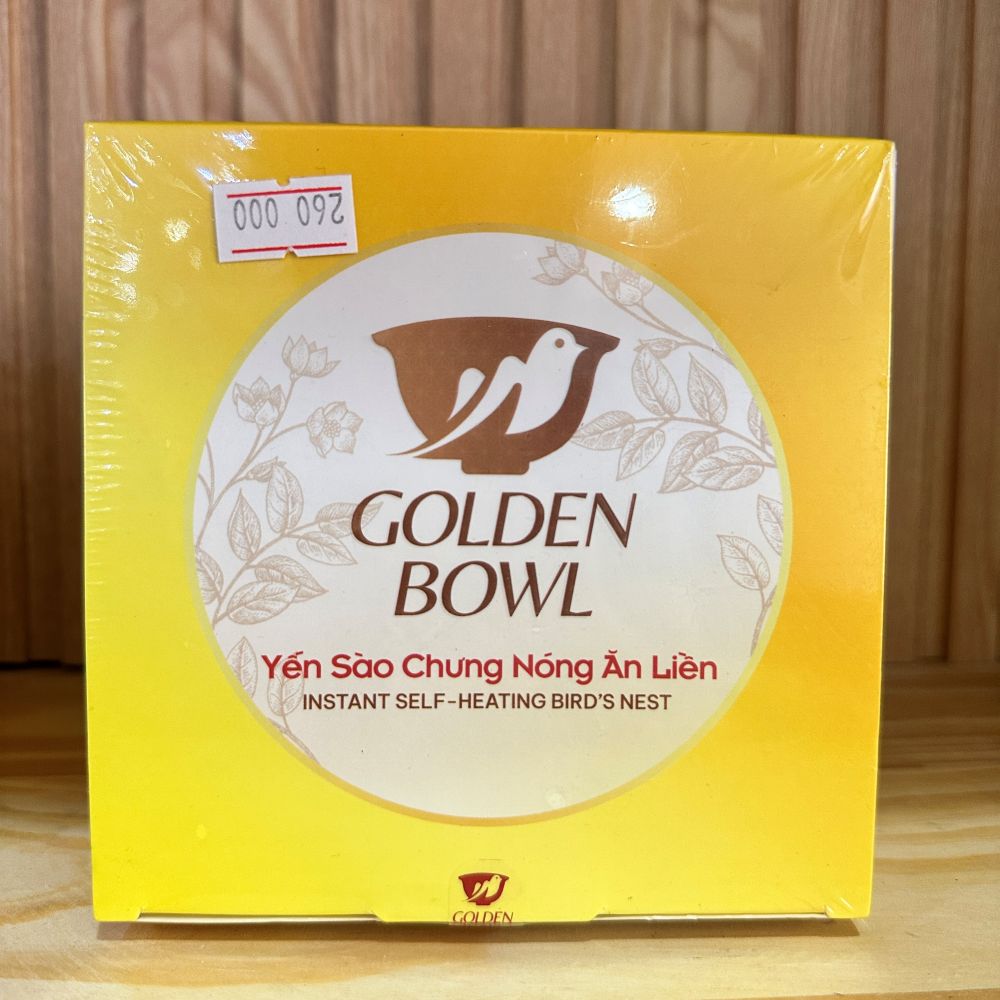 260 000
GOLDEN
BOWL
Yến Sào Chưng Nóng Ăn Liền
INSTANT SELF-HEATING BIRD'S NEST
GOLDEN